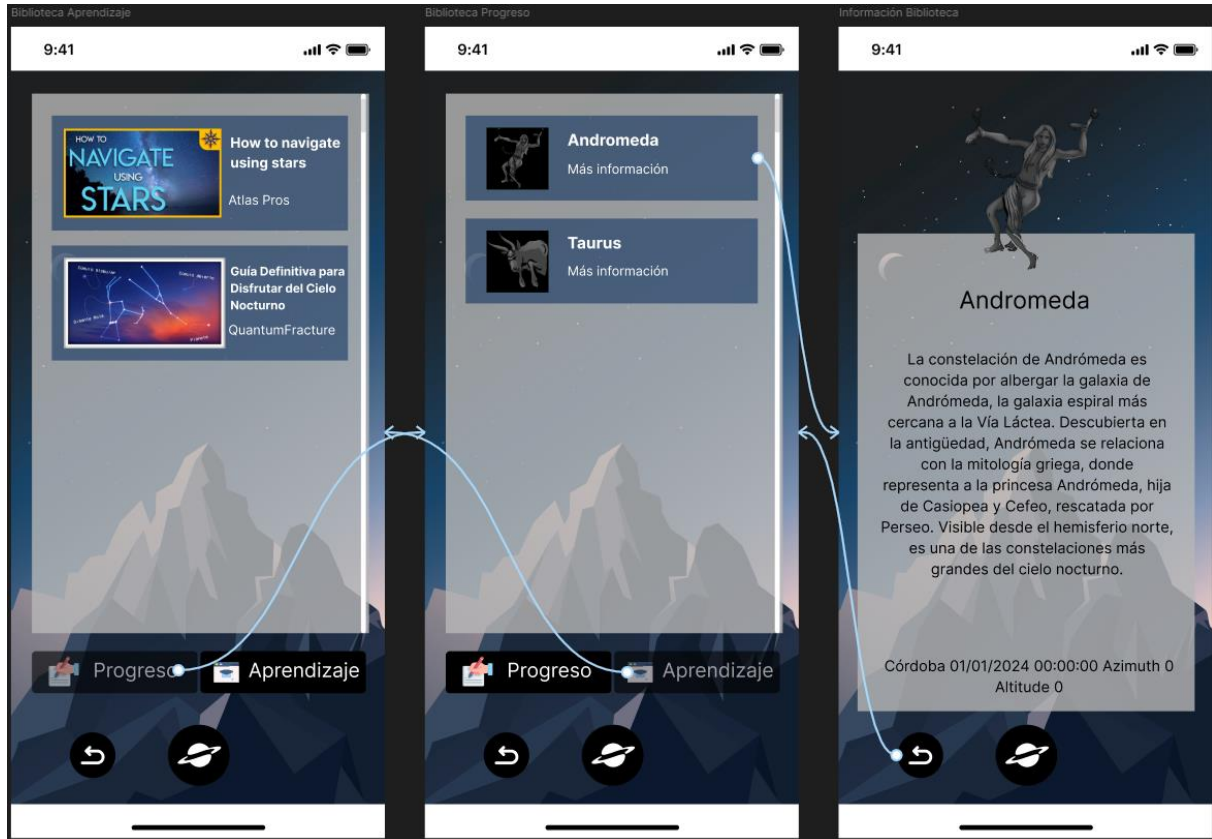 Biblioteca Aprendizaje
9:41
HOW TO
NAVIGATE
USING
STARS
How to navigate
using stars
Atlas Pros
Guía Definitiva para
Disfrutar del Cielo
Nocturno
QuantumFracture
Progreso
Aprendizaje
Biblioteca Progreso
9:41
Andromeda
Más información
Taurus
Más información
Progreso
Aprendizaje
Información Biblioteca
9:41
Andromeda
La constelación de Andrómeda es
conocida por albergar la galaxia de
Andrómeda, la galaxia espiral más
cercana a la Vía Láctea. Descubierta en
la antigüedad, Andrómeda se relaciona
con la mitología griega, donde
representa a la princesa Andrómeda, hija
de Casiopea y Cefeo, rescatada por
Perseo. Visible desde el hemisferio norte,
es una de las constelaciones más
grandes del cielo nocturno.
Córdoba 01/01/2024 00:00:00 Azimuth 0
Altitude 0